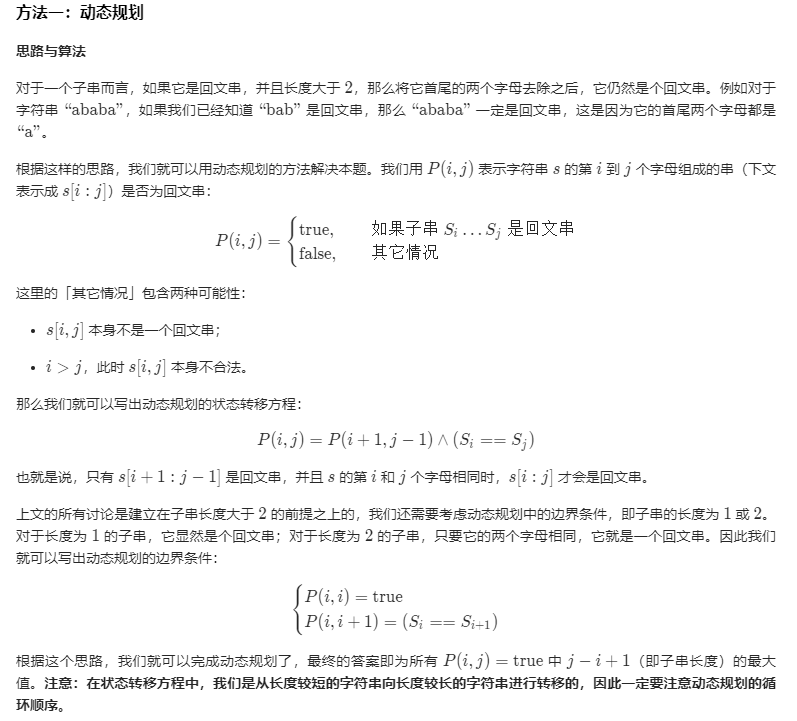 方法一：动态规划
思路与算法
对于一个子串而言，如果它是回文串，并且长度大于 2，那么将它首尾的两个字母去除之后，它仍然是个回文串。例如对于
字符串 “ababa”，如果我们已经知道 “bab” 是回文串，那么 “ababa” 一定是回文串，这是因为它的首尾两个字母都是
“a”。
根据这样的思路，我们就可以用动态规划的方法解决本题。我们用 P(i, j) 表示字符串 s 的第 i 到 j 个字母组成的串（下文
表示成 s[i : j]）是否为回文串：
P(i, j) = { true, 如果子串 S_i … S_j 是回文串
false, 其它情况
这里的「其它情况」包含两种可能性：
• s[i, j] 本身不是一个回文串；
• i > j，此时 s[i, j] 本身不合法。
那么我们就可以写出动态规划的状态转移方程：
P(i, j) = P(i + 1, j − 1) ∧ (S_i == S_j)
也就是说，只有 s[i + 1 : j − 1] 是回文串，并且 s 的第 i 和 j 个字母相同时，s[i : j] 才会是回文串。
上文的所有讨论是建立在子串长度大于 2 的前提之上的，我们还需要考虑动态规划中的边界条件，即子串的长度为 1 或 2。
对于长度为 1 的子串，它显然是个回文串；对于长度为 2 的子串，只要它的两个字母相同，它就是一个回文串。因此我们
就可以写出动态规划的边界条件：
{ P(i, i) = true
P(i, i + 1) = (S_i == S_{i+1})
根据这个思路，我们就可以完成动态规划了，最终的答案即为所有 P(i, j) = true 中 j − i + 1（即子串长度）的最大
值。注意：在状态转移方程中，我们是从长度较短的字符串向长度较长的字符串进行转移的，因此一定要注意动态规划的循
环顺序。